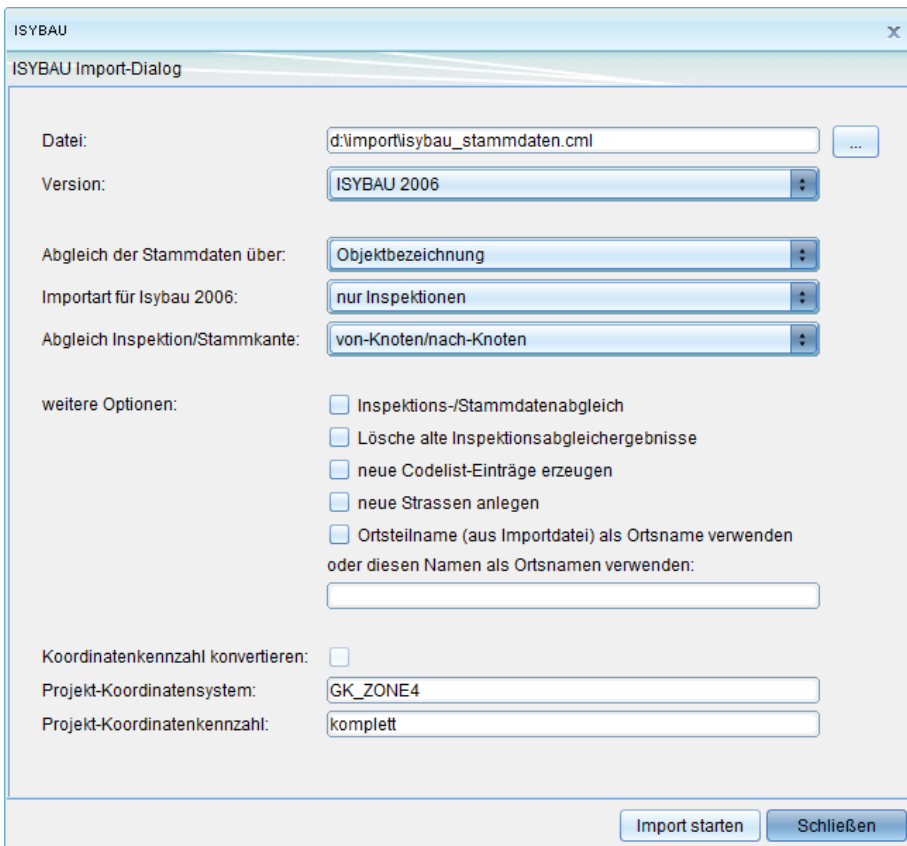 ISYBAU
x
ISYBAU Import-Dialog
Datei: d:\import\isybau_stammdaten.cml ...
Version: ISYBAU 2006
Abgleich der Stammdaten über: Objektbezeichnung
Importart für Isybau 2006: nur Inspektionen
Abgleich Inspektion/Stammkante: von-Knoten/nach-Knoten
weitere Optionen: Inspektions-/Stammdatenabgleich
Lösche alte Inspektionsabgleichergebnisse
neue Codelist-Einträge erzeugen
neue Strassen anlegen
Ortsteilname (aus Importdatei) als Ortsname verwenden
oder diesen Namen als Ortsnamen verwenden:
Koordinatenkennzahl konvertieren:
Projekt-Koordinatensystem: GK_ZONE4
Projekt-Koordinatenkennzahl: komplett
Import starten Schließen